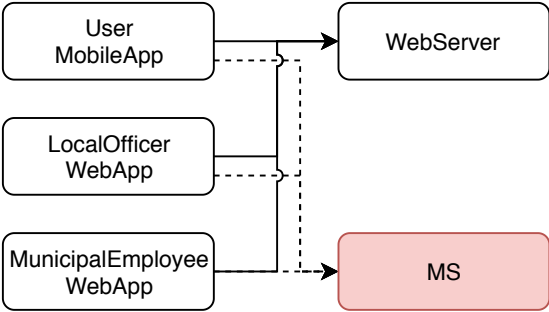 User
MobileApp
WebServer
LocalOfficer
WebApp
MunicipalEmployee
WebApp
MS